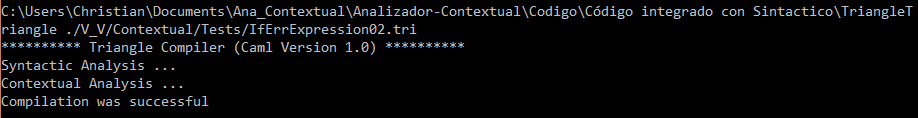 C:\Users\Christian\Documents\Ana_Contextual\Analizador-Contextual\Codigo\Código integrado con Sintactico\TriangleT
riangle ./V_V/Contextual/Tests/IfErrExpression02.tri
********** Triangle Compiler (Caml Version 1.0) **********
Syntactic Analysis ...
Contextual Analysis ...
Compilation was successful